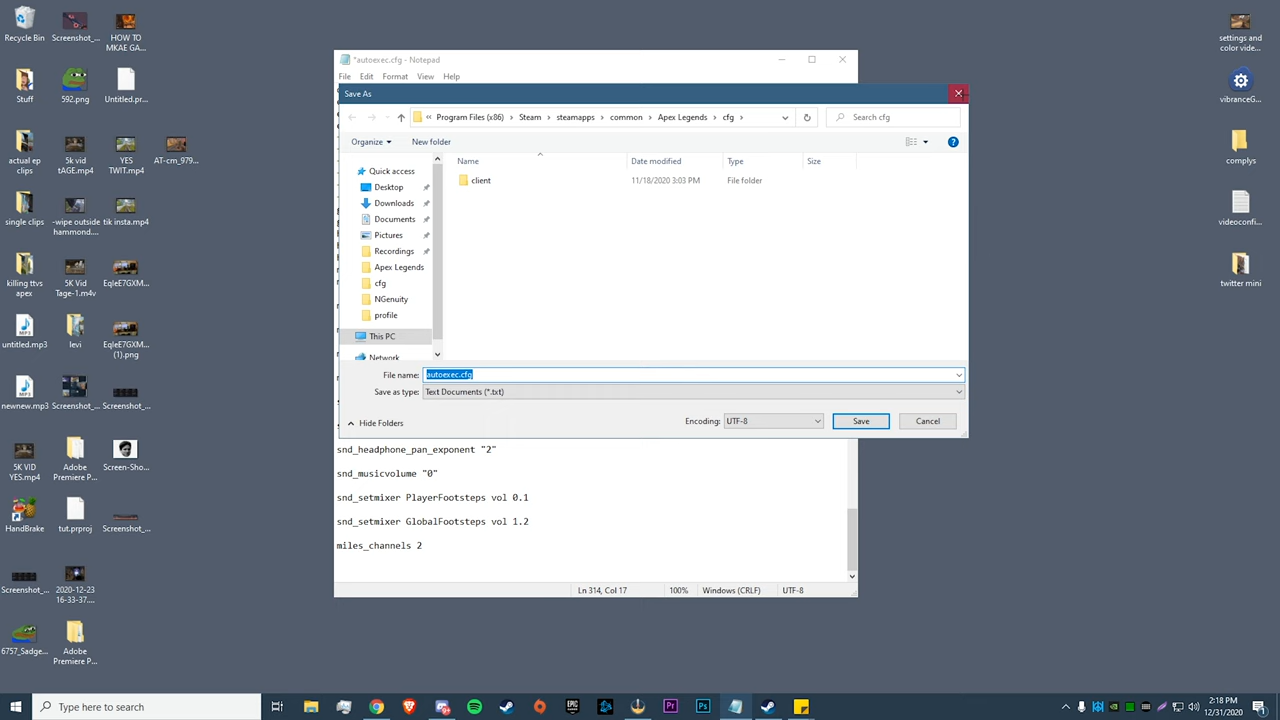 Recycle Bin
Screenshot_...
HOW TO
MKAE GA...
Stuff
592.png
Untitled.pr...
actual ep
clips
5k vid
tAGE.mp4
YES
TWIT.mp4
AT-cm_979...
single clips
-wipe outside
hammond....
tik insta.mp4
killing ttvs
apex
5K Vid
Tage-1.m4v
EqleE7GXM...
untitled.mp3
levi
EqleE7GXM...
(1).png
newnew.mp3
Screenshot_...
Screenshot_...
5K VID
YES.mp4
Adobe
Premiere P...
Screen-Sho...
HandBrake
tut.prproj
Screenshot_...
Screenshot_...
2020-12-23
16-33-37....
6757_Sadge...
Adobe
Premiere P...
*autoexec.cfg - Notepad
File Edit Format View Help
Save As
« Program Files (x86) > Steam > steamapps > common > Apex Legends > cfg >
Search cfg
Organize
New folder
Name
Date modified
Type
Size
client
11/18/2020 3:03 PM
File folder
Quick access
Desktop
Downloads
Documents
Pictures
Recordings
Apex Legends
cfg
NGenuity
profile
This PC
Network
File name: autoexec.cfg
Save as type: Text Documents (*.txt)
Hide Folders
Encoding: UTF-8
Save
Cancel
snd_headphone_pan_exponent "2"
snd_musicvolume "0"
snd_setmixer PlayerFootsteps vol 0.1
snd_setmixer GlobalFootsteps vol 1.2
miles_channels 2
Ln 314, Col 17
100%
Windows (CRLF)
UTF-8
settings and
color vide...
vibranceG...
complys
videoconfi...
twitter mini
Type here to search
2:18 PM
12/31/2020